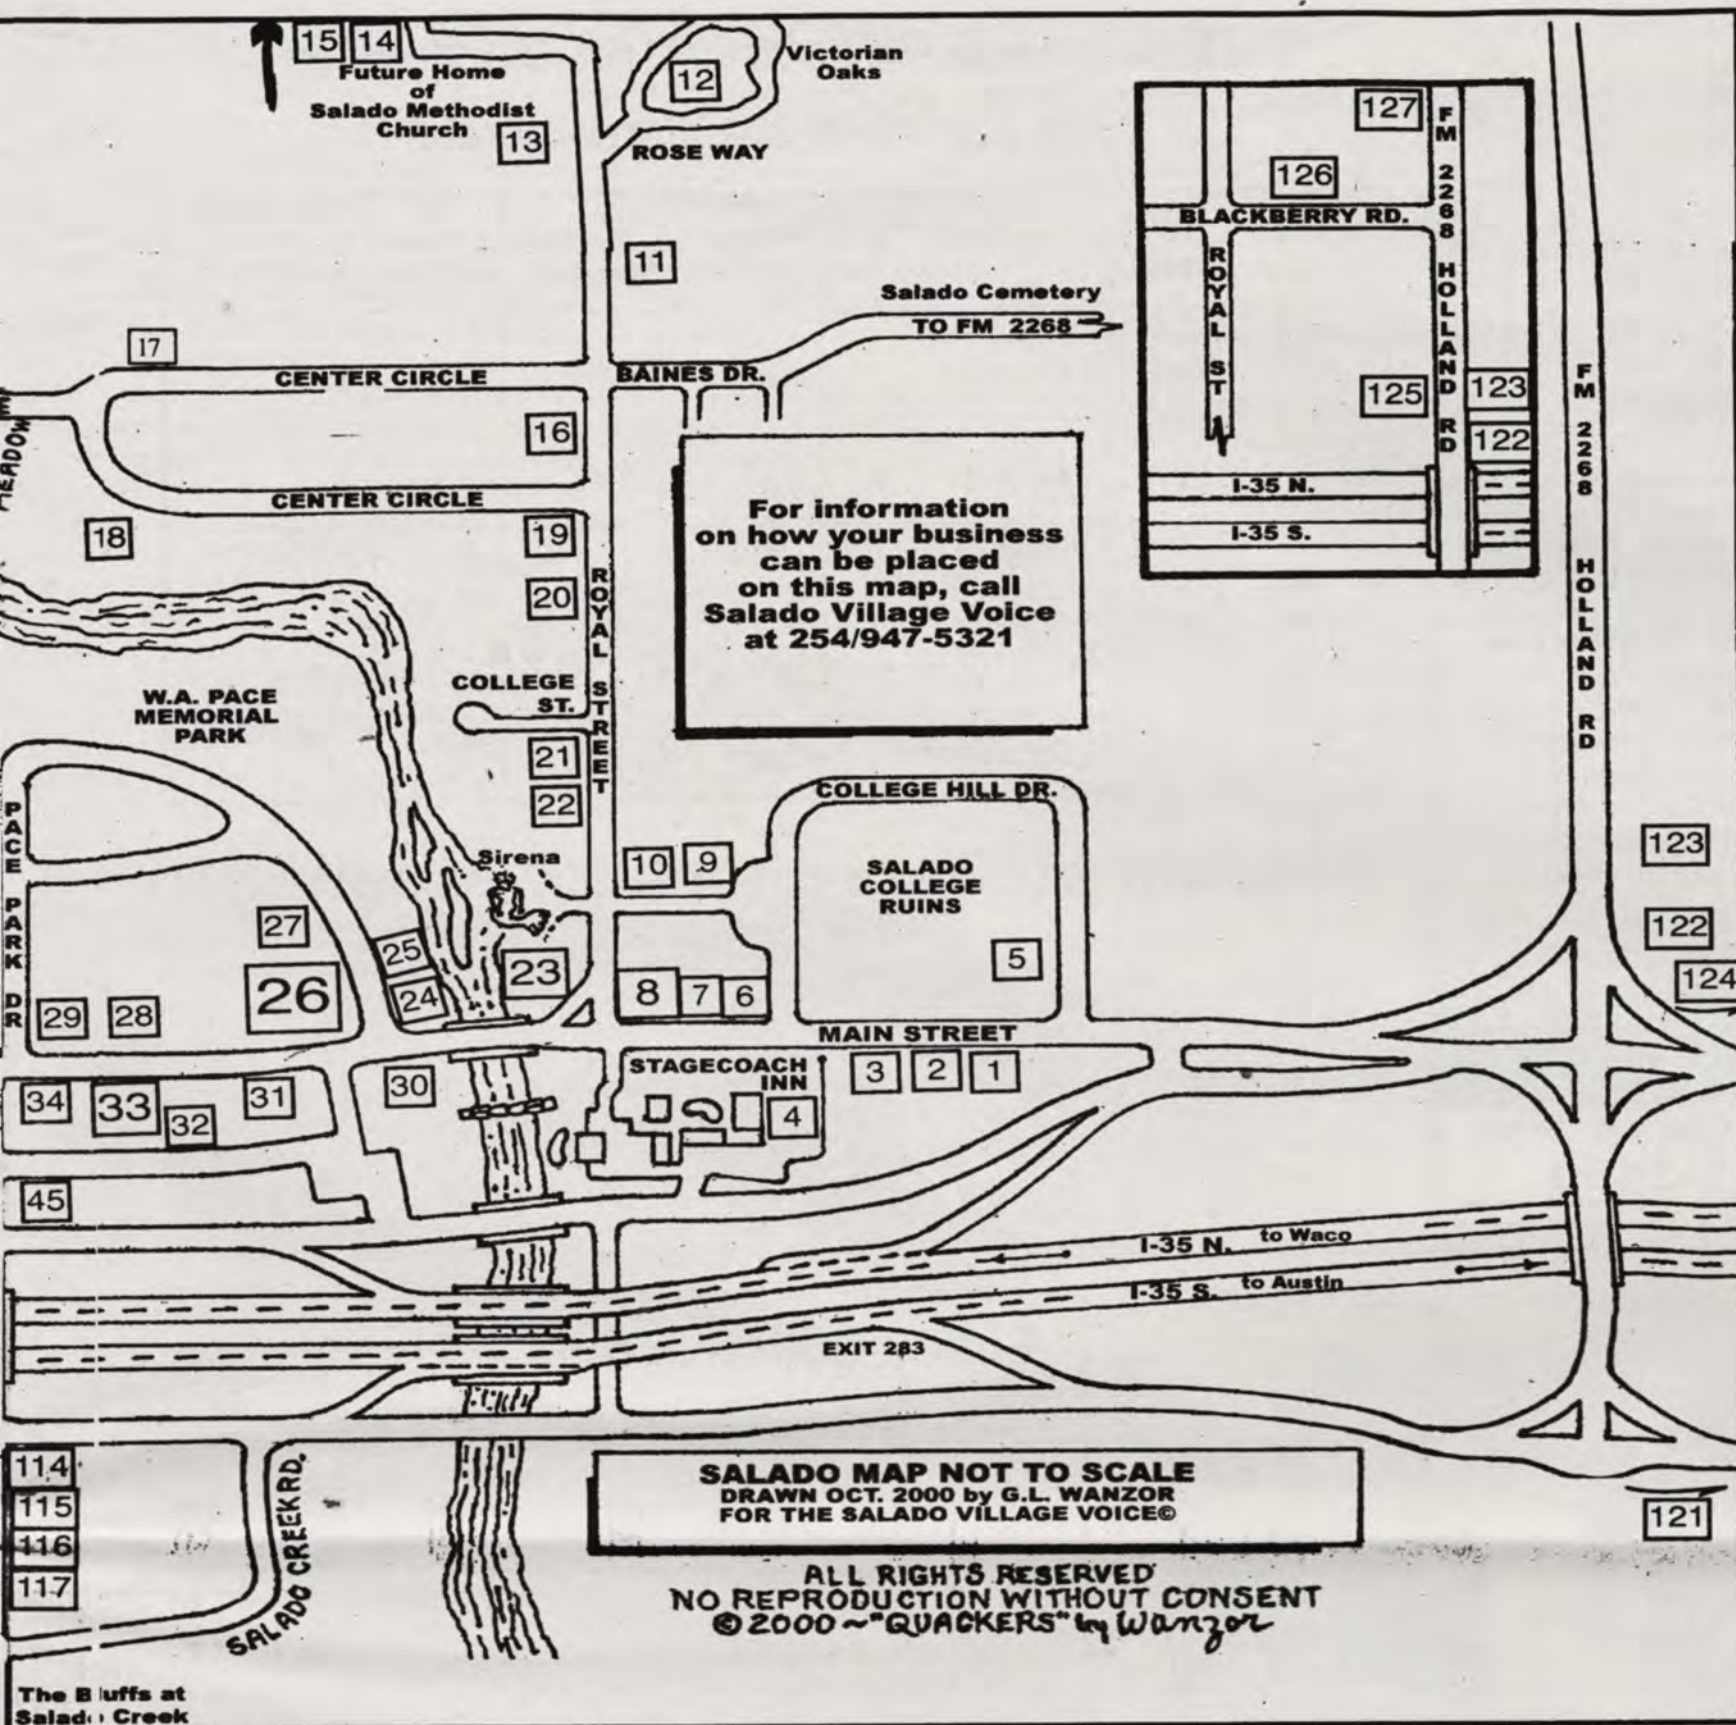 15
14
Future Home
of
Salado Methodist
Church
13
12
Victorian
Oaks
ROSE WAY
11
Salado Cemetery
TO FM 2268
17
CENTER CIRCLE
BAINES DR.
16
CENTER CIRCLE
18
19
20
ROYAL STREET
For information
on how your business
can be placed
on this map, call
Salado Village Voice
at 254/947-5321
127
126
BLACKBERRY RD.
FM 2268 HOLLAND RD
ROYAL ST
125
123
122
I-35 N.
I-35 S.
FM 2268 HOLLAND RD
W.A. PACE
MEMORIAL
PARK
COLLEGE
ST.
21
22
COLLEGE HILL DR.
SALADO
COLLEGE
RUINS
5
PACE PARK DR
Sirena
10
9
27
25
26
24
23
8
7
6
29
28
123
122
124
MAIN STREET
STAGECOACH
INN
3
2
1
4
34
33
32
31
30
45
I-35 N. to Waco
I-35 S. to Austin
EXIT 283
114
115
116
117
SALADO CREEK RD.
SALADO MAP NOT TO SCALE
DRAWN OCT. 2000 by G.L. WANZOR
FOR THE SALADO VILLAGE VOICE©
121
ALL RIGHTS RESERVED
NO REPRODUCTION WITHOUT CONSENT
©2000~"QUACKERS" by Wanzor
The Bluffs at
Salado Creek